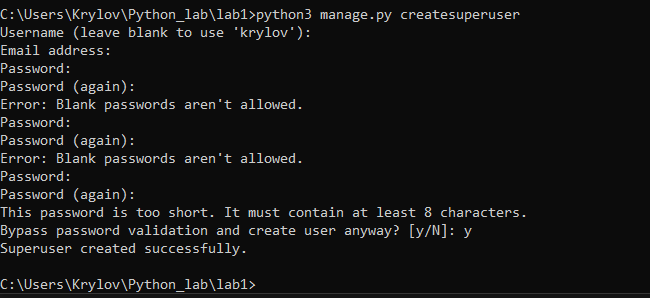 C:\Users\Krylov\Python_lab\lab1>python3 manage.py createsuperuser
Username (leave blank to use 'krylov'):
Email address:
Password:
Password (again):
Error: Blank passwords aren't allowed.
Password:
Password (again):
Error: Blank passwords aren't allowed.
Password:
Password (again):
This password is too short. It must contain at least 8 characters.
Bypass password validation and create user anyway? [y/N]: y
Superuser created successfully.
C:\Users\Krylov\Python_lab\lab1>